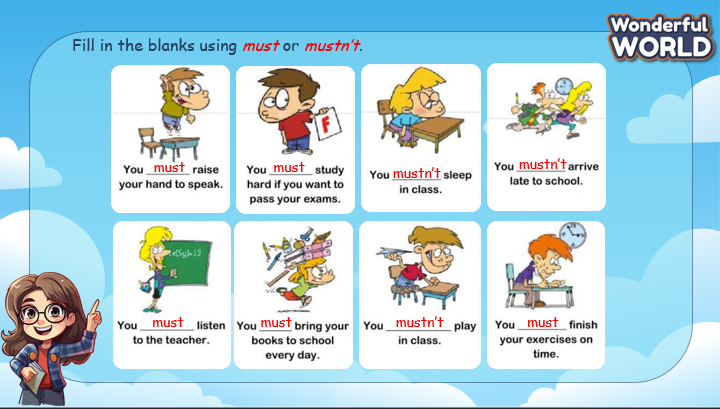 Wonderful
WORLD
Fill in the blanks using must or mustn't.
You must raise
your hand to speak.
You must study
hard if you want to
pass your exams.
F
You mustn't sleep
in class.
You mustn't arrive
late to school.
You must listen
to the teacher.
You must bring your
books to school
every day.
You mustn't play
in class.
You must finish
your exercises on
time.